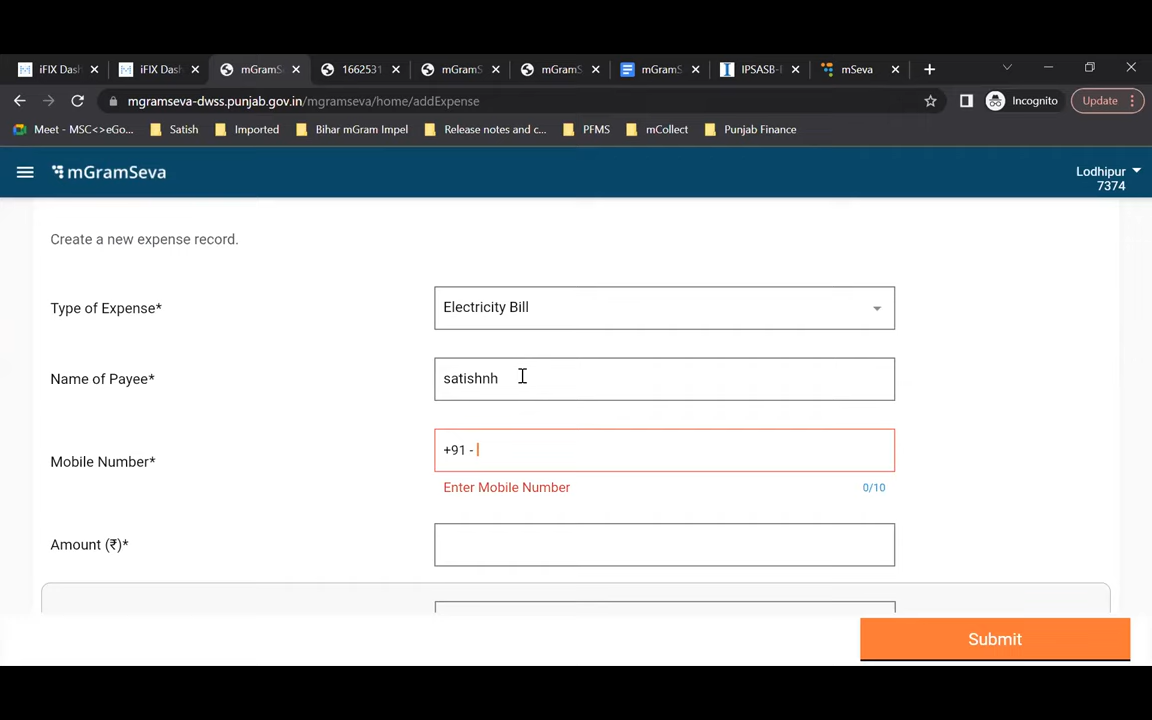 iFIX Dash
iFIX Dash
mGramS
1662531
mGramS
mGramS
mGramS
IPSASB-
mSeva
mgramseva-dwss.punjab.gov.in/mgramseva/home/addExpense
Incognito
Update
Meet - MSC<>eGo...
Satish
Imported
Bihar mGram Impel
Release notes and c...
PFMS
mCollect
Punjab Finance
mGramSeva
Lodhipur
7374
Create a new expense record.
Type of Expense*
Electricity Bill
Name of Payee*
satishnh
Mobile Number*
+91 -
Enter Mobile Number
0/10
Amount (₹)*
Submit